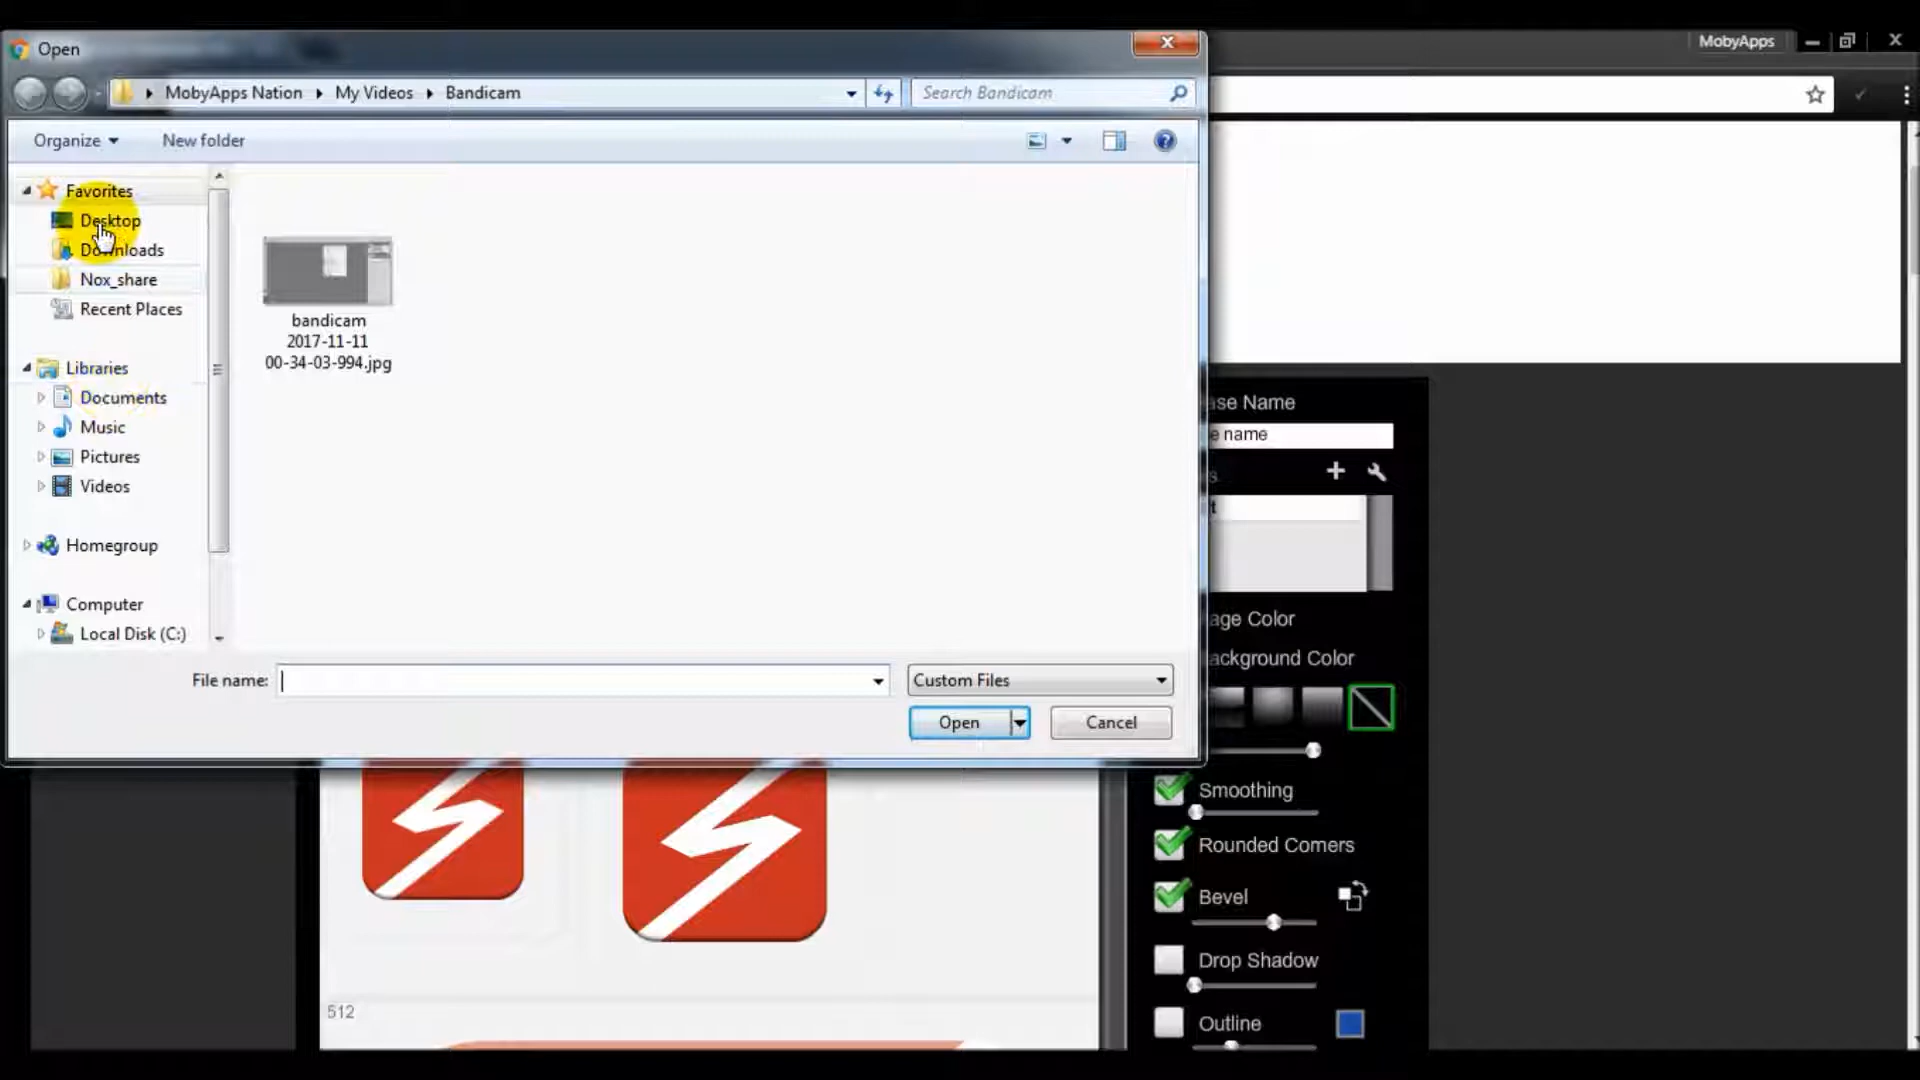 Open
MobyApps
MobyApps Nation
My Videos
Bandicam
Search Bandicam
Organize
New folder
Favorites
Desktop
Downloads
Nox_share
Recent Places
Libraries
Documents
Music
Pictures
Videos
Homegroup
Computer
Local Disk (C:)
bandicam
2017-11-11
00-34-03-994.jpg
File name:
Custom Files
Open
Cancel
ase Name
e name
s
t
age Color
ackground Color
Smoothing
Rounded Corners
Bevel
Drop Shadow
Outline
512